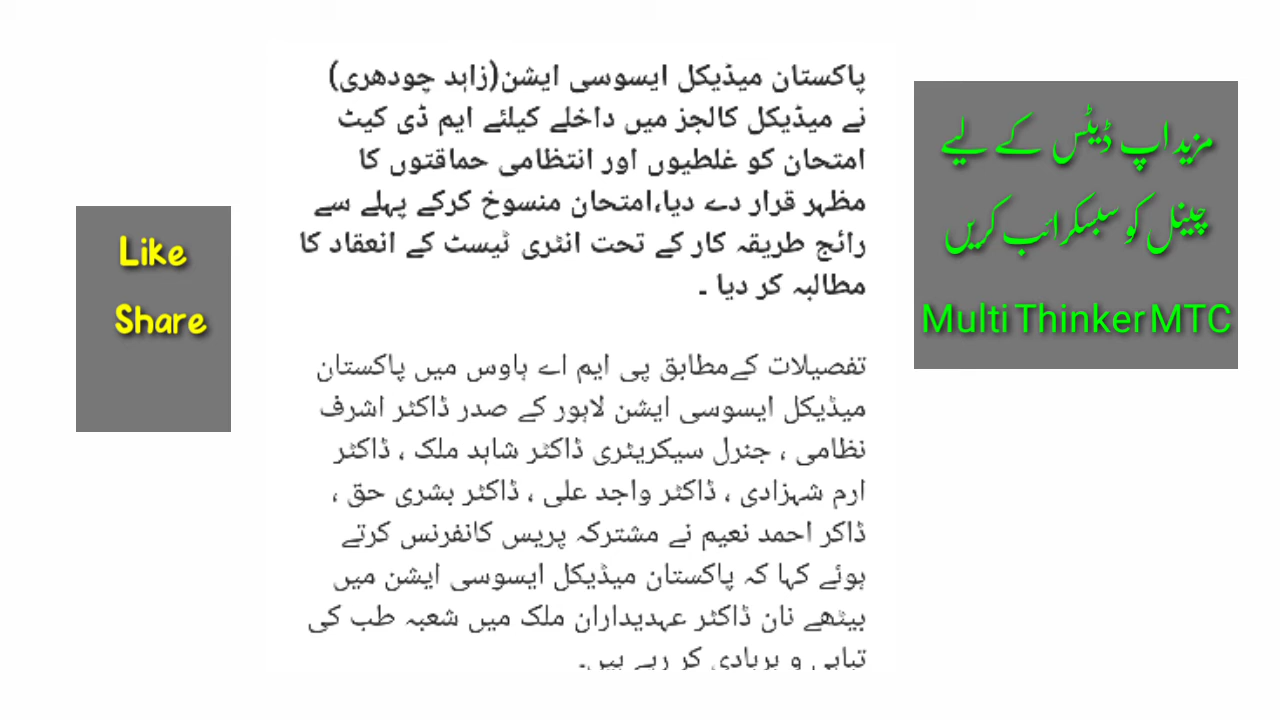 پاکستان میڈیکل ایسوسی ایشن(زاہد چودھری)
نے میڈیکل کالجز میں داخلے کیلئے ایم ڈی کیٹ
امتحان کو غلطیوں اور انتظامی حماقتوں کا
مظہر قرار دے دیا،امتحان منسوخ کرکے پہلے سے
رائج طریقہ کار کے تحت انٹری ٹیسٹ کے انعقاد کا
مطالبہ کر دیا ۔
تفصیلات کےمطابق پی ایم اے ہاوس میں پاکستان
میڈیکل ایسوسی ایشن لاہور کے صدر ڈاکٹر اشرف
نظامی ، جنرل سیکریٹری ڈاکٹر شاہد ملک ، ڈاکٹر
ارم شہزادی ، ڈاکٹر واجد علی ، ڈاکٹر بشری حق ،
ڈاکر احمد نعیم نے مشترکہ پریس کانفرنس کرتے
ہوئے کہا کہ پاکستان میڈیکل ایسوسی ایشن میں
بیٹھے نان ڈاکٹر عہدیداران ملک میں شعبہ طب کی
تباہی و بربادی کر رہے ہیں۔
مزید اپ ڈیٹس کے لیے
چینل کو سبسکرائب کریں
Multi Thinker MTC
Like
Share